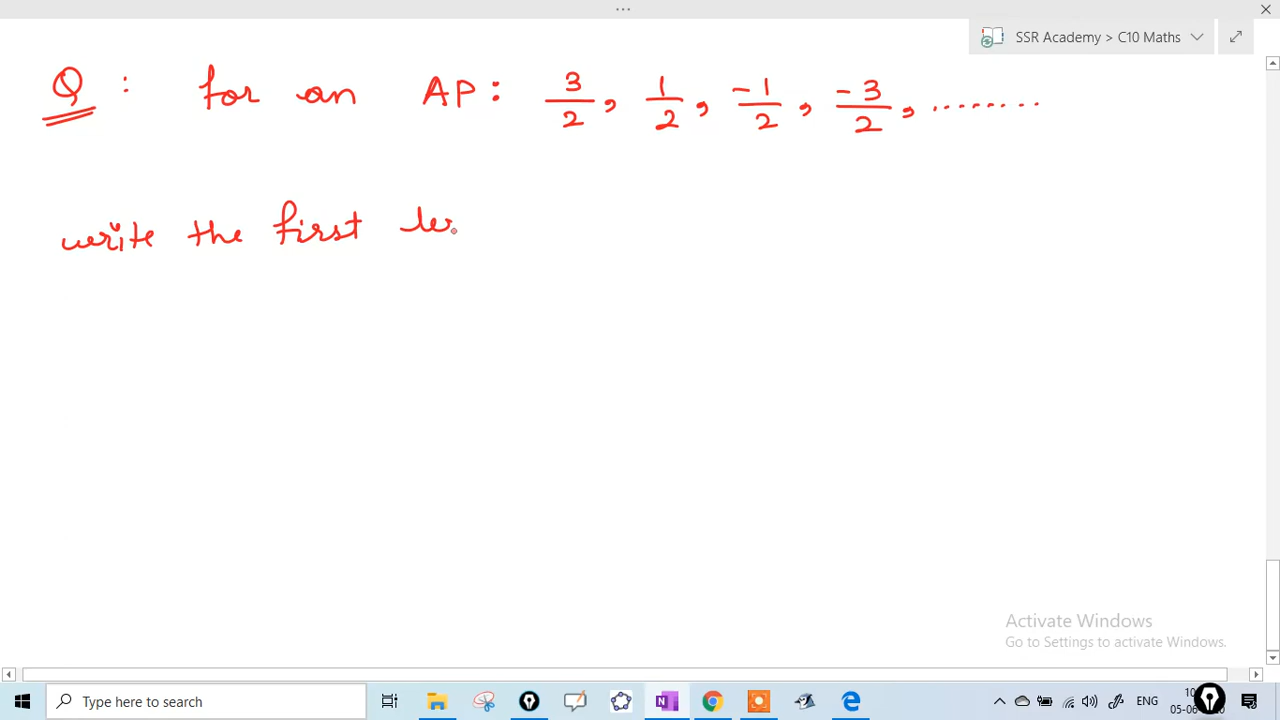 SSR Academy > C10 Maths
Q : for an AP : 3/2, 1/2, -1/2, -3/2, ........
write the first
Activate Windows
Go to Settings to activate Windows.
Type here to search
ENG